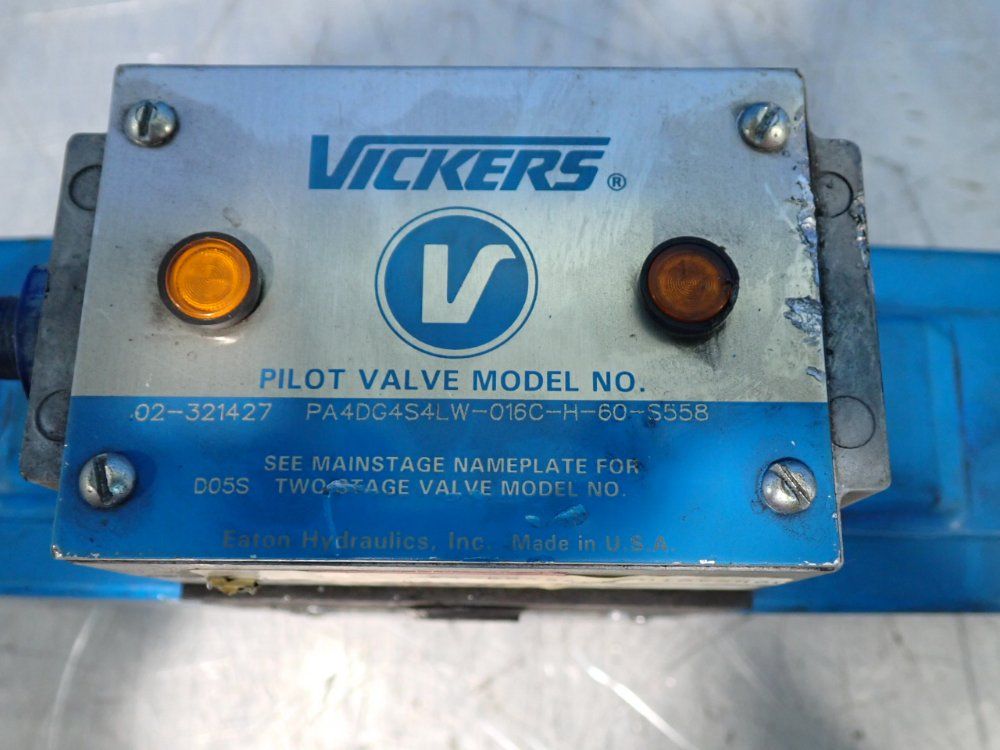 VICKERS®
V
PILOT VALVE MODEL NO.
02-321427 PA4DG4S4LW-016C-H-60-S558
SEE MAINSTAGE NAMEPLATE FOR
D05S TWO-STAGE VALVE MODEL NO.
Eaton Hydraulics, Inc. Made in U.S.A.